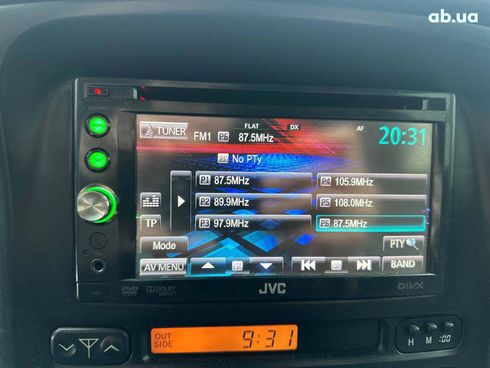 ab.ua
TUNER
FM1 P6 87.5MHz
FLAT
DX
AF
20:31
No PTy
P1 87.5MHz
P4 105.9MHz
P2 89.9MHz
P5 108.0MHz
P3 97.9MHz
P6 87.5MHz
TP
Mode
PTY
AV MENU
BAND
DVD
DOLBY
JVC
DIVX
OUT
SIDE
9:31
H M :00